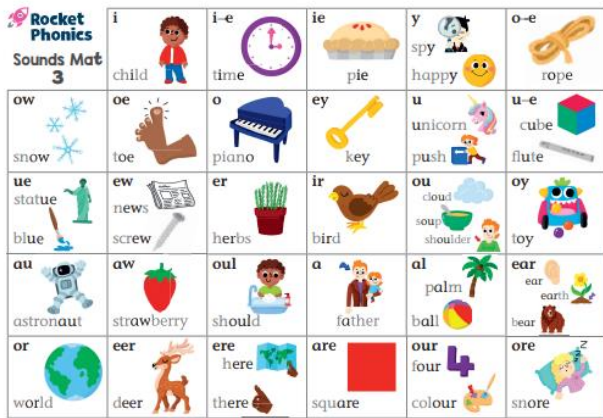 Rocket
Phonics
Sounds Mat
3
i
child
i–e
time
ie
pie
y
spy
happy
o–e
rope
ow
snow
oe
toe
o
piano
ey
key
u
unicorn
push
u–e
cube
flute
ue
statue
blue
ew
news
screw
er
herbs
ir
bird
ou
cloud
soup
shoulder
oy
toy
au
astronaut
aw
strawberry
oul
should
a
father
al
palm
ball
ear
ear
earth
bear
or
world
eer
deer
ere
here
there
are
square
our
four
4
colour
ore
z
z
z
snore